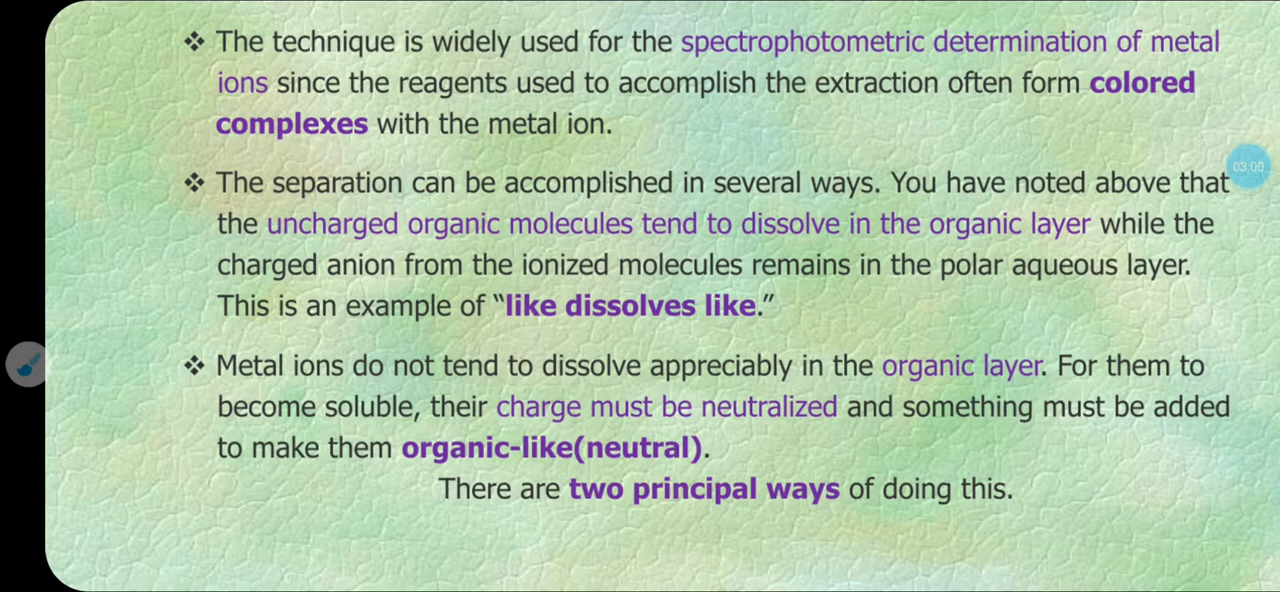 ❖ The technique is widely used for the spectrophotometric determination of metal
ions since the reagents used to accomplish the extraction often form colored
complexes with the metal ion.
❖ The separation can be accomplished in several ways. You have noted above that
03:00
the uncharged organic molecules tend to dissolve in the organic layer while the
charged anion from the ionized molecules remains in the polar aqueous layer.
This is an example of “like dissolves like.”
❖ Metal ions do not tend to dissolve appreciably in the organic layer. For them to
become soluble, their charge must be neutralized and something must be added
to make them organic-like(neutral).
There are two principal ways of doing this.